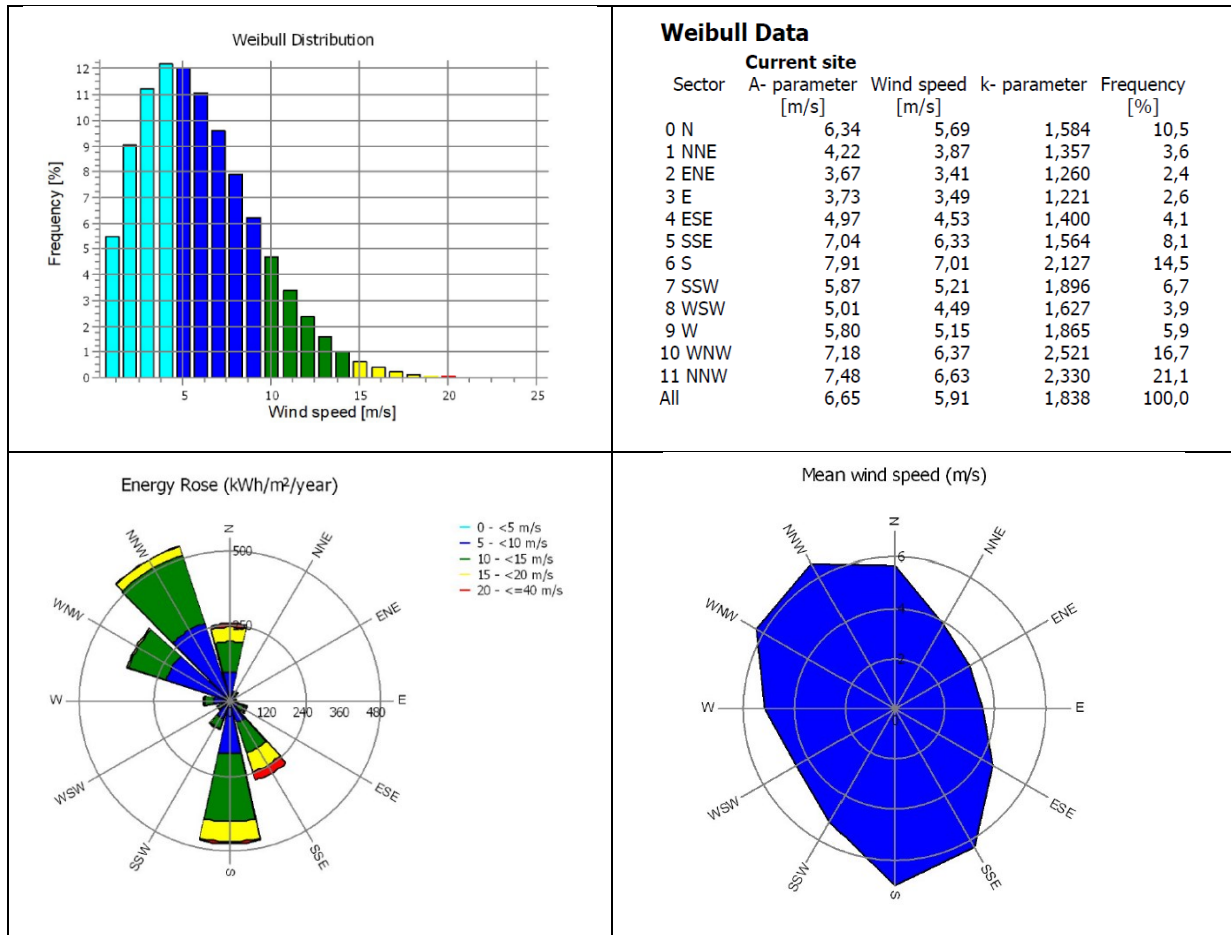 Weibull Distribution
Frequency [%]
12
11
10
9
8
7
6
5
4
3
2
1
0
5 10 15 20 25
Wind speed [m/s]
Weibull Data
Current site
Sector A- parameter Wind speed k- parameter Frequency
[m/s] [m/s] [%]
0 N 6,34 5,69 1,584 10,5
1 NNE 4,22 3,87 1,357 3,6
2 ENE 3,67 3,41 1,260 2,4
3 E 3,73 3,49 1,221 2,6
4 ESE 4,97 4,53 1,400 4,1
5 SSE 7,04 6,33 1,564 8,1
6 S 7,91 7,01 2,127 14,5
7 SSW 5,87 5,21 1,896 6,7
8 WSW 5,01 4,49 1,627 3,9
9 W 5,80 5,15 1,865 5,9
10 WNW 7,18 6,37 2,521 16,7
11 NNW 7,48 6,63 2,330 21,1
All 6,65 5,91 1,838 100,0
Energy Rose (kWh/m²/year)
0 - <5 m/s
5 - <10 m/s
10 - <15 m/s
15 - <20 m/s
20 - <=40 m/s
N
NNE
ENE
E
ESE
SSE
S
SSW
WSW
W
WNW
NNW
500
120 240 360 480
Mean wind speed (m/s)
N
NNE
ENE
E
ESE
SSE
S
SSW
WSW
W
WNW
NNW
6
4
2